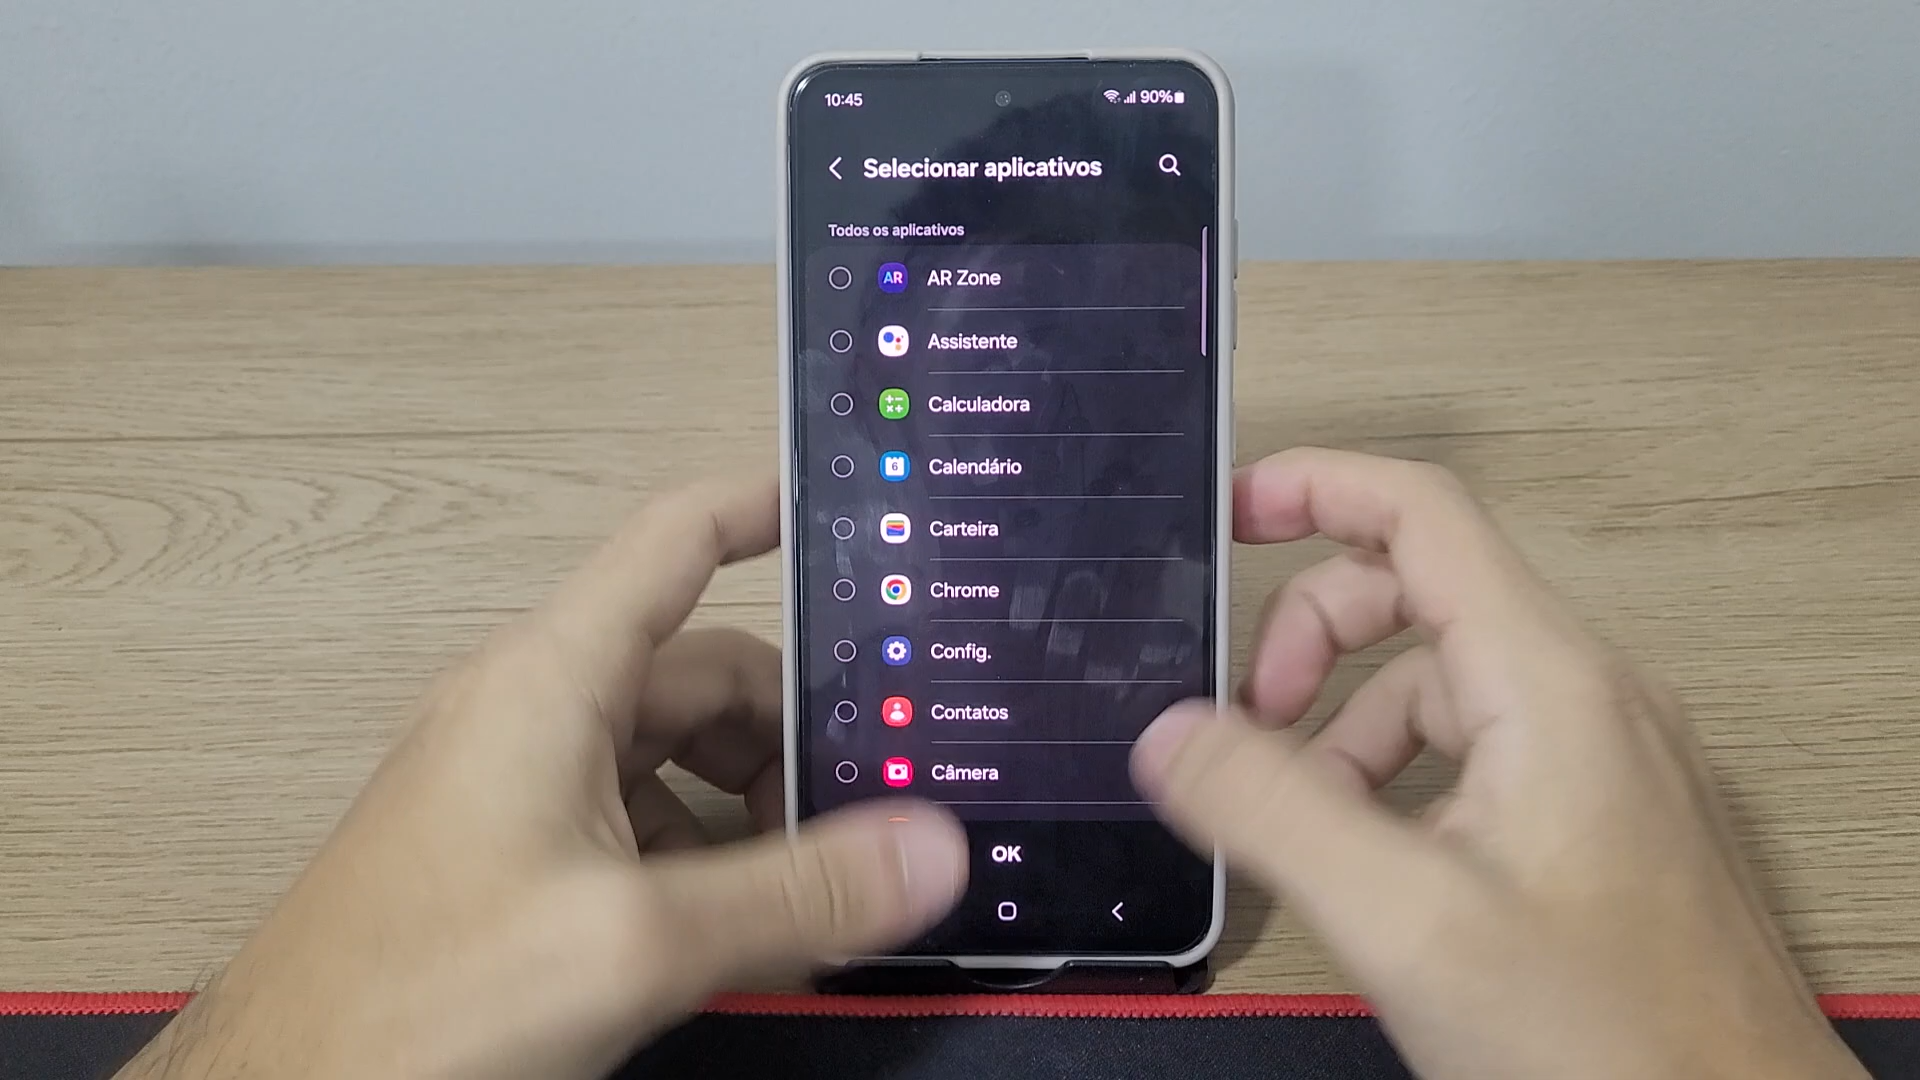 10:45
90%
Selecionar aplicativos
Todos os aplicativos
AR AR Zone
Assistente
Calculadora
6 Calendário
Carteira
Chrome
Config.
Contatos
Câmera
OK